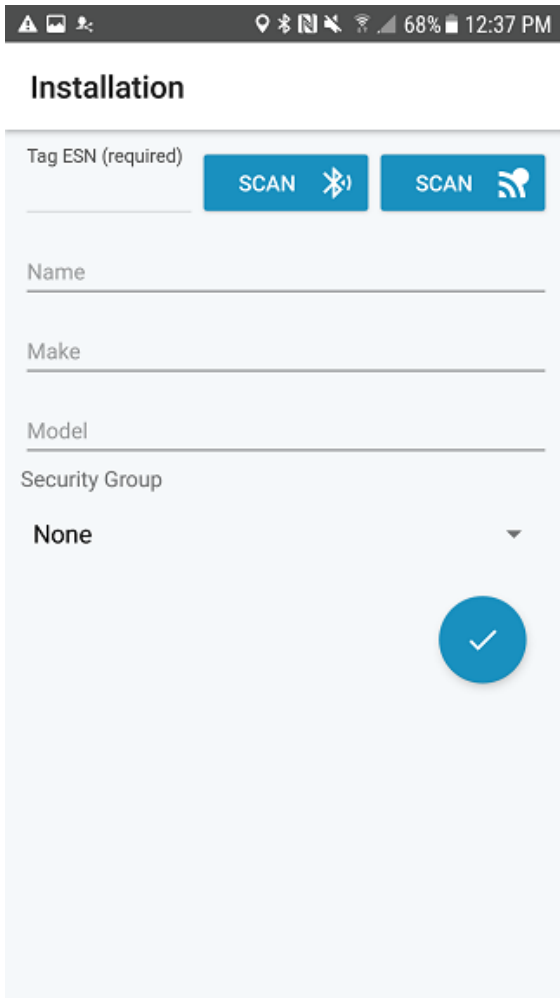 68% 12:37 PM
Installation
Tag ESN (required)
SCAN SCAN
Name
Make
Model
Security Group
None